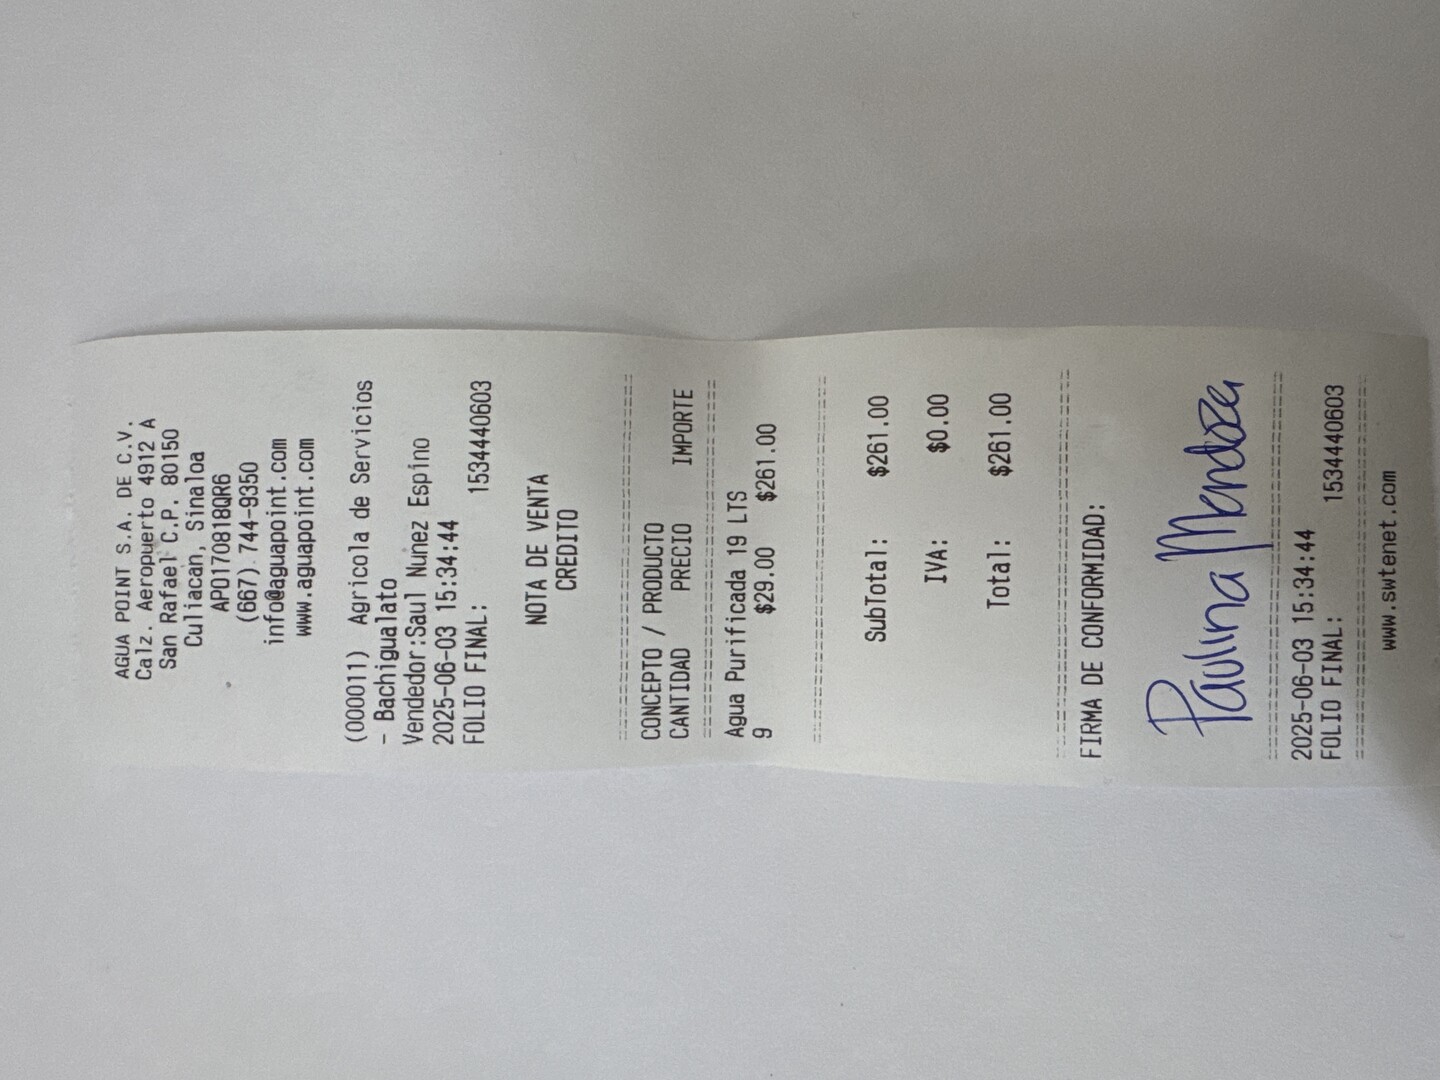 AGUA POINT S.A. DE C.V.
Calz. Aeropuerto 4912 A
San Rafael C.P. 80150
Culiacan, Sinaloa
APO170818QR6
(667) 744-9350
info@aguapoint.com
www.aguapoint.com
(000011) Agricola de Servicios
- Bachigualato
Vendedor:Saul Nunez Espino
2025-06-03 15:34:44
FOLIO FINAL: 1534440603
NOTA DE VENTA
CREDITO
CONCEPTO / PRODUCTO
CANTIDAD PRECIO IMPORTE
Agua Purificada 19 LTS
9 $29.00 $261.00
SubTotal: $261.00
IVA: $0.00
Total: $261.00
FIRMA DE CONFORMIDAD:
Paulina Mendoza
2025-06-03 15:34:44
FOLIO FINAL: 1534440603
www.swtenet.com